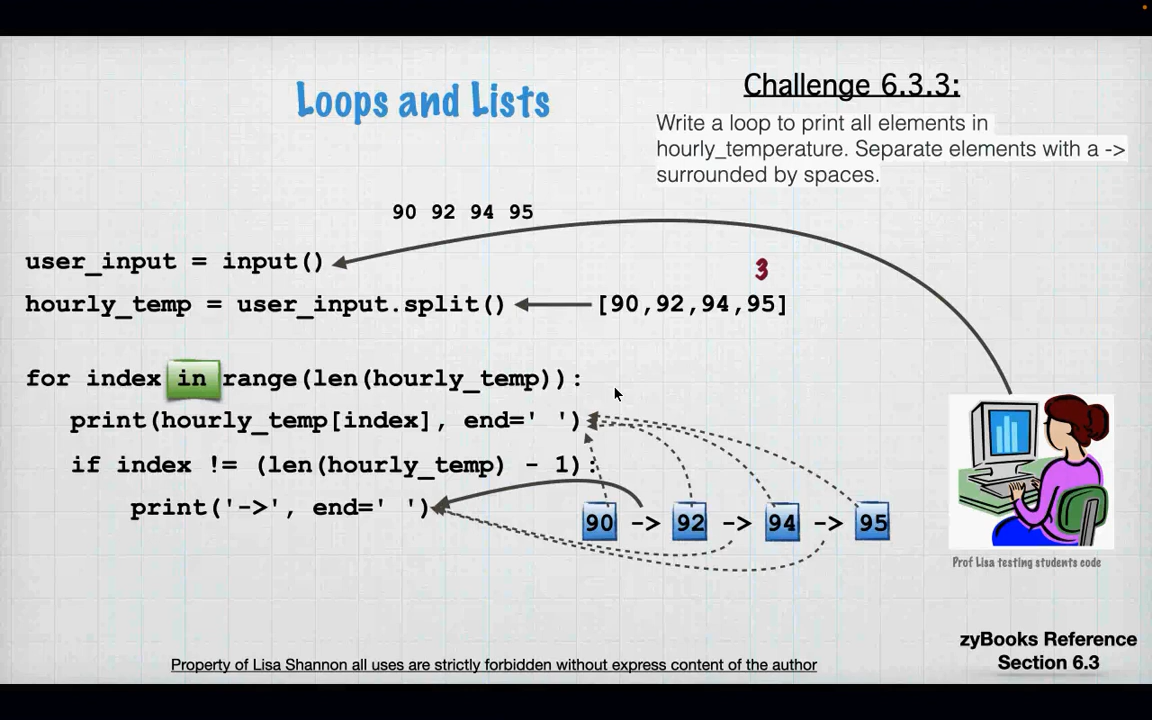 Loops and Lists
Challenge 6.3.3:
Write a loop to print all elements in
hourly_temperature. Separate elements with a ->
surrounded by spaces.
90 92 94 95
user_input = input()
3
hourly_temp = user_input.split()
[90,92,94,95]
for index in range(len(hourly_temp)):
print(hourly_temp[index], end=' ')
if index != (len(hourly_temp) - 1):
print('->', end=' ')
90 -> 92 -> 94 -> 95
Prof Lisa testing students code
zyBooks Reference
Section 6.3
Property of Lisa Shannon all uses are strictly forbidden without express content of the author